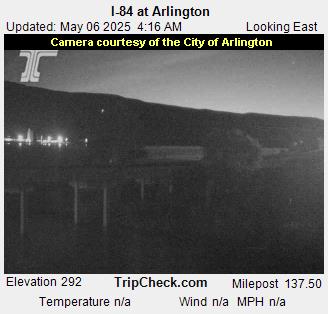 I-84 at Arlington
Updated: May 06 2025 4:16 AM Looking East
Camera courtesy of the City of Arlington
Elevation 292 TripCheck.com Milepost 137.50
Temperature n/a Wind n/a MPH n/a